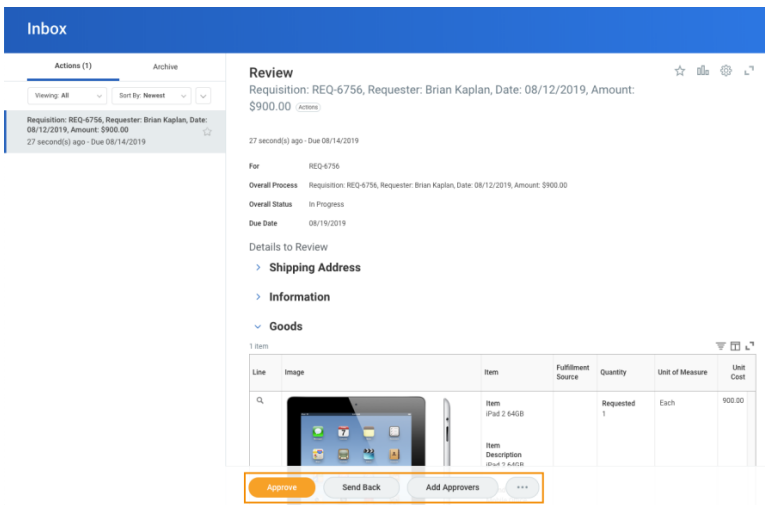 Inbox
Actions (1)
Archive
Viewing: All
Sort By: Newest
Requisition: REQ-6756, Requester: Brian Kaplan, Date:
08/12/2019, Amount: $900.00
27 second(s) ago - Due 08/14/2019
Review
Requisition: REQ-6756, Requester: Brian Kaplan, Date: 08/12/2019, Amount:
$900.00 Actions
27 second(s) ago - Due 08/14/2019
For REQ-6756
Overall Process Requisition: REQ-6756, Requester: Brian Kaplan, Date: 08/12/2019, Amount: $900.00
Overall Status In Progress
Due Date 08/19/2019
Details to Review
Shipping Address
Information
Goods
1 item
Line Image Item Fulfillment Source Quantity Unit of Measure Unit Cost
Item
iPad 2 64GB
Requested
1
Each
900.00
7
Item
Description
iPad 2 64GB
Approve
Send Back
Add Approvers
...